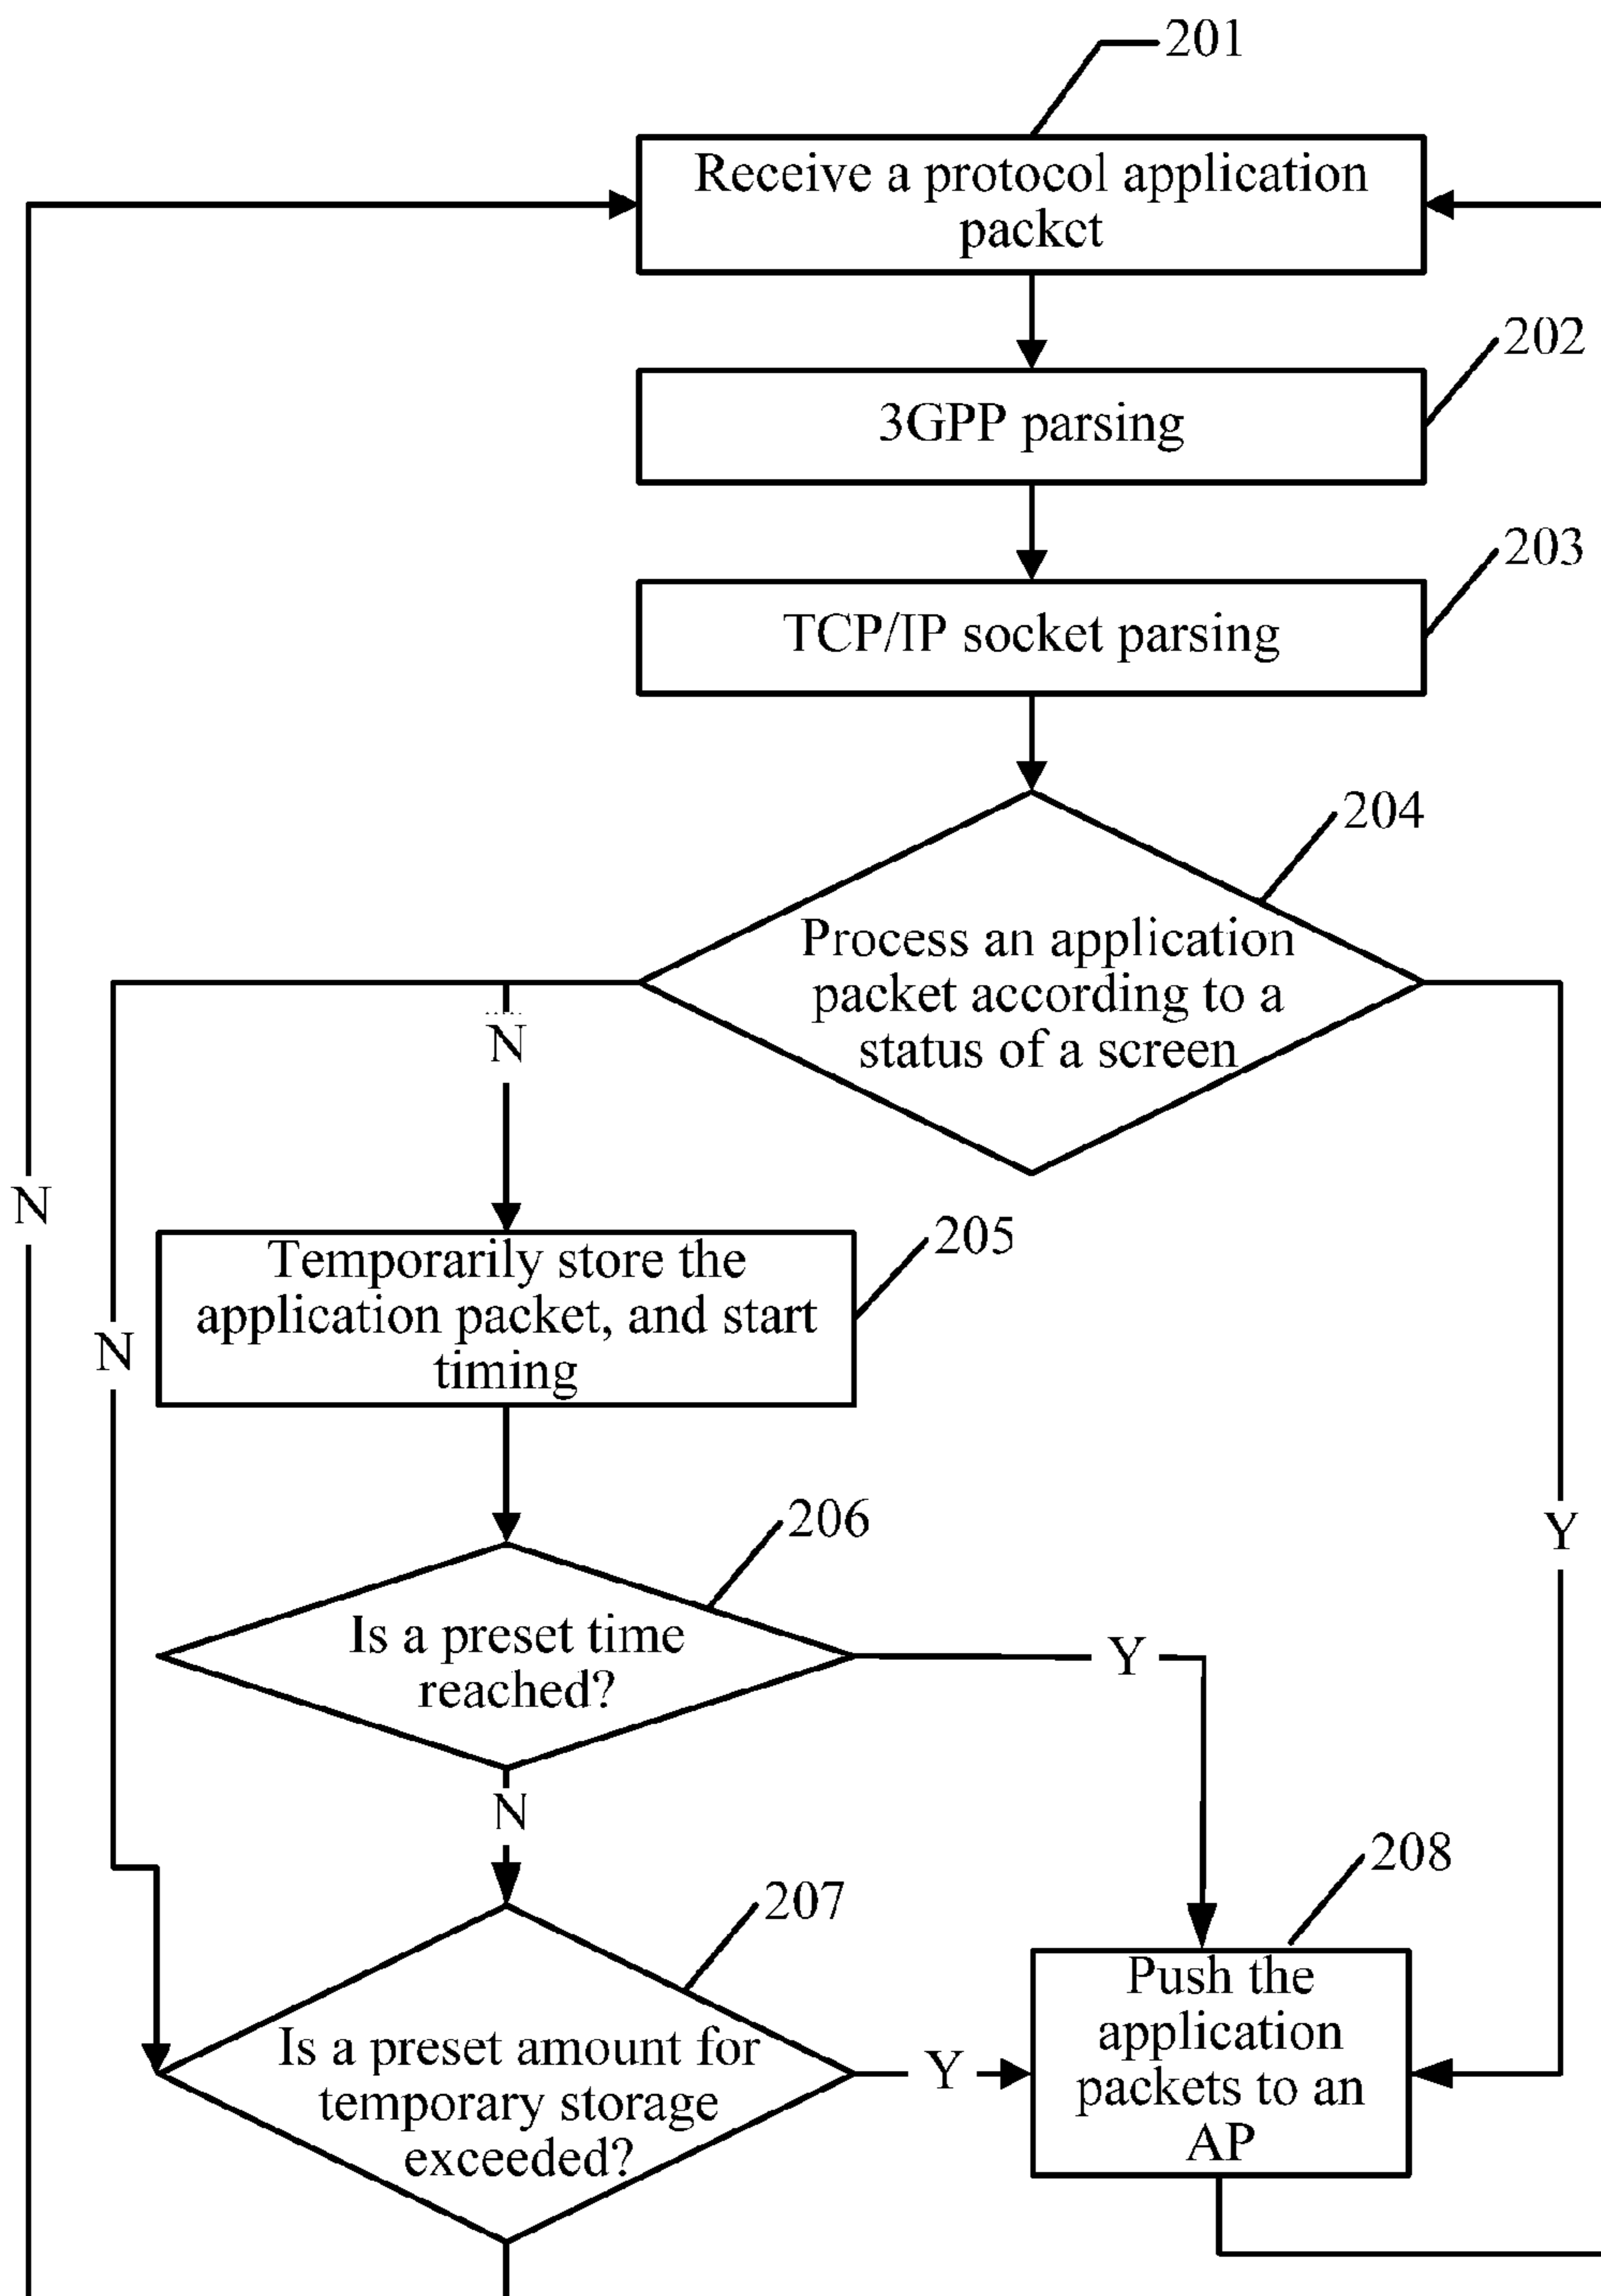 201
Receive a protocol application
packet
202
3GPP parsing
203
TCP/IP socket parsing
204
Process an application
packet according to a
status of a screen
N
N
205
Temporarily store the
application packet, and start
timing
N
Y
206
Is a preset time
reached?
Y
N
208
207
Push the
application
packets to an
AP
Is a preset amount for
temporary storage
exceeded?
Y